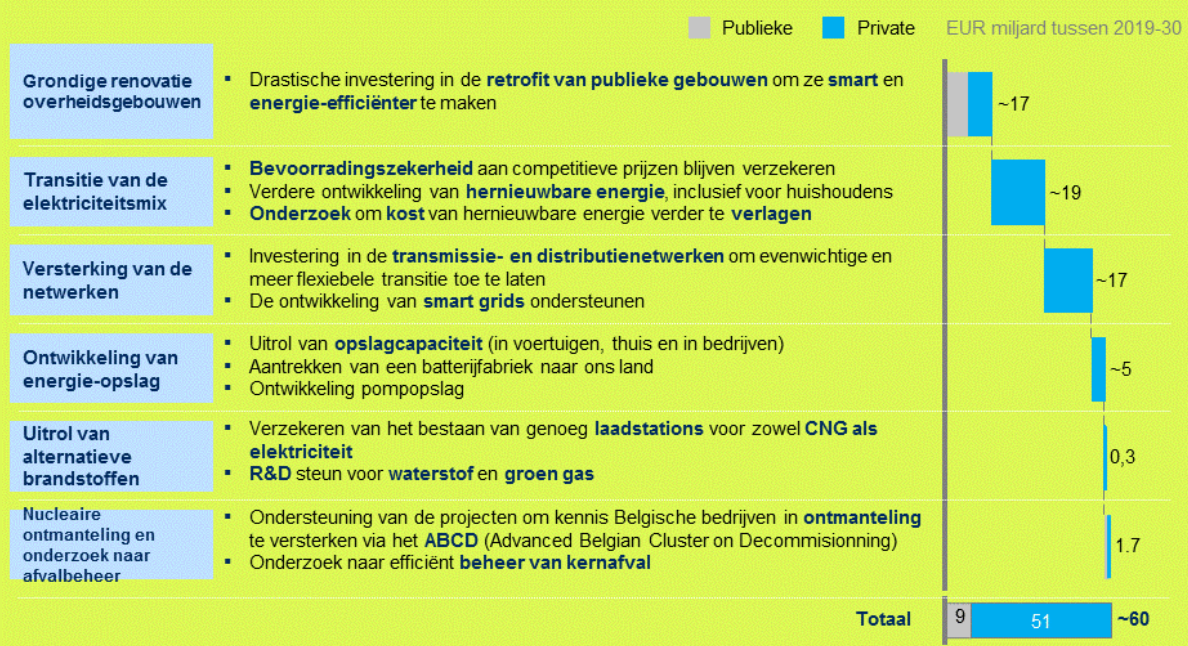 Publieke Private EUR miljard tussen 2019-30
Grondige renovatie
overheidsgebouwen
▪ Drastische investering in de retrofit van publieke gebouwen om ze smart en
energie-efficiënter te maken
~17
Transitie van de
elektriciteitsmix
▪ Bevoorradingszekerheid aan competitieve prijzen blijven verzekeren
▪ Verdere ontwikkeling van hernieuwbare energie, inclusief voor huishoudens
▪ Onderzoek om kost van hernieuwbare energie verder te verlagen
~19
Versterking van de
netwerken
▪ Investering in de transmissie- en distributienetwerken om evenwichtige en
meer flexibele transitie toe te laten
▪ De ontwikkeling van smart grids ondersteunen
~17
Ontwikkeling van
energie-opslag
▪ Uitrol van opslagcapaciteit (in voertuigen, thuis en in bedrijven)
▪ Aantrekken van een batterijfabriek naar ons land
▪ Ontwikkeling pompopslag
~5
Uitrol van
alternatieve
brandstoffen
▪ Verzekeren van het bestaan van genoeg laadstations voor zowel CNG als
elektriciteit
▪ R&D steun voor waterstof en groen gas
0,3
Nucleaire
ontmanteling en
onderzoek naar
afvalbeheer
▪ Ondersteuning van de projecten om kennis Belgische bedrijven in ontmanteling
te versterken via het ABCD (Advanced Belgian Cluster on Decommisionning)
▪ Onderzoek naar efficiënt beheer van kernafval
1.7
Totaal 9 51 ~60